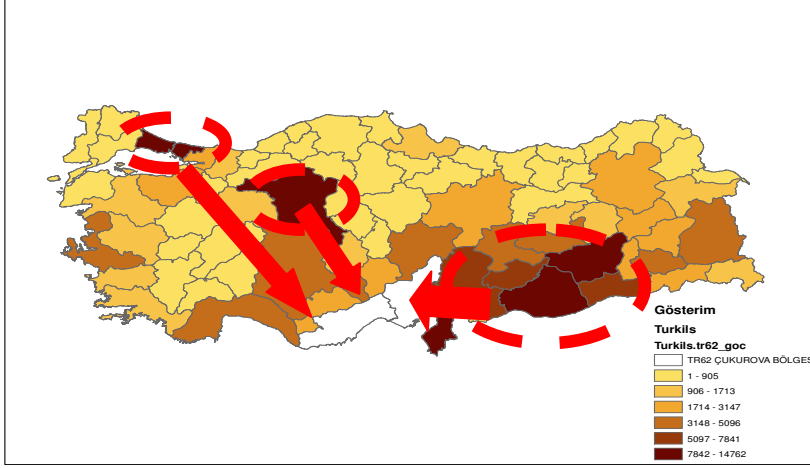 Gösterim
Turkils
Turkils.tr62_goc
TR62 ÇUKUROVA BÖLGES
1 - 905
906 - 1713
1714 - 3147
3148 - 5096
5097 - 7841
7842 - 14762